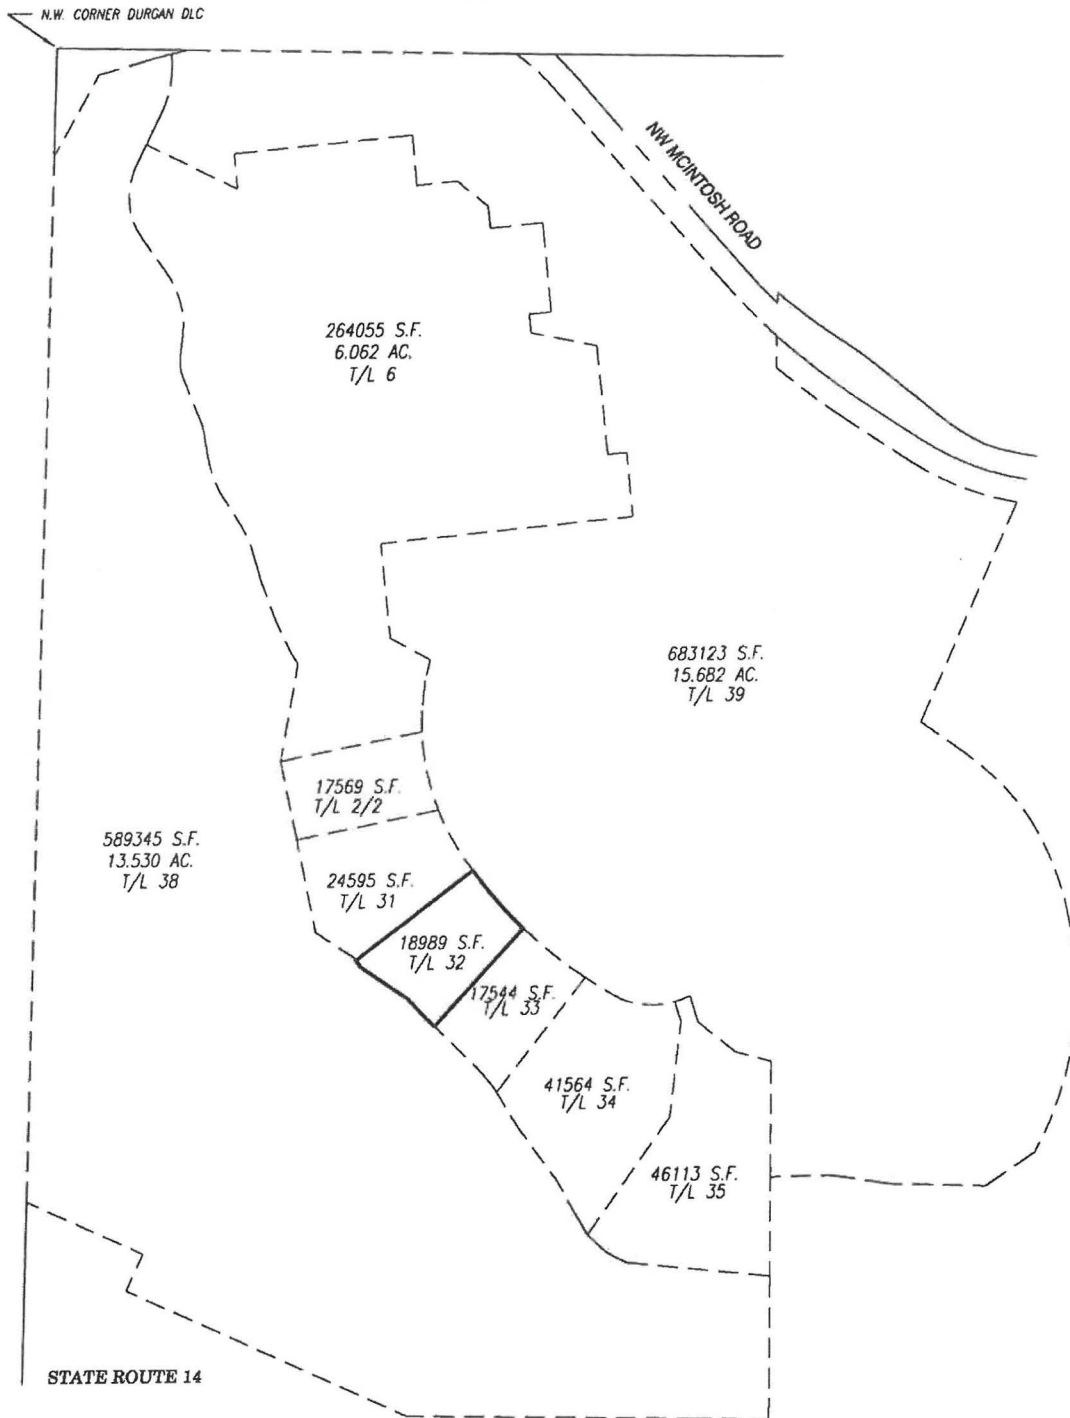 N.W. CORNER DURGAN DLC
NW MCINTOSH ROAD
264055 S.F.
6.062 AC.
T/L 6
683123 S.F.
15.682 AC.
T/L 39
17569 S.F.
T/L 2/2
589345 S.F.
13.530 AC.
T/L 38
24595 S.F.
T/L 31
18989 S.F.
T/L 32
17544 S.F.
T/L 33
41564 S.F.
T/L 34
46113 S.F.
T/L 35
STATE ROUTE 14